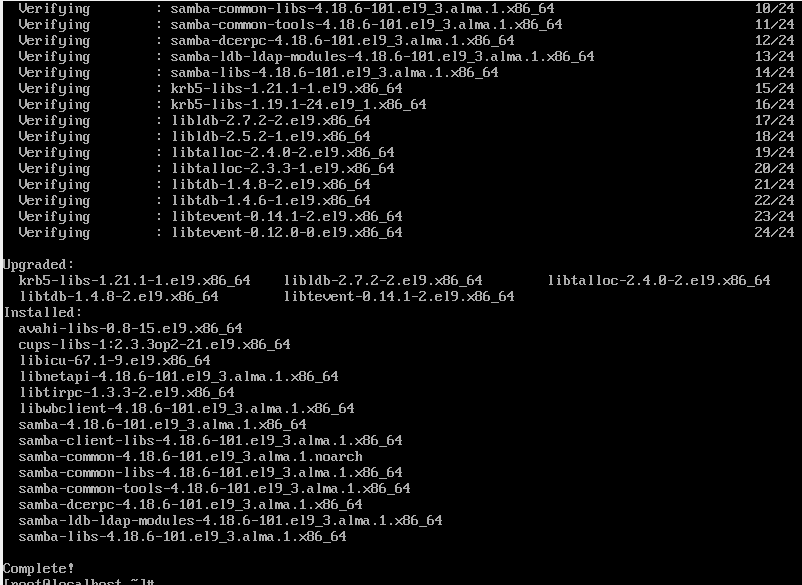 Verifying : samba-common-libs-4.18.6-101.el9_3.alma.1.x86_64 10/24
Verifying : samba-common-tools-4.18.6-101.el9_3.alma.1.x86_64 11/24
Verifying : samba-dcerpc-4.18.6-101.el9_3.alma.1.x86_64 12/24
Verifying : samba-ldb-ldap-modules-4.18.6-101.el9_3.alma.1.x86_64 13/24
Verifying : samba-libs-4.18.6-101.el9_3.alma.1.x86_64 14/24
Verifying : krb5-libs-1.21.1-1.el9.x86_64 15/24
Verifying : krb5-libs-1.19.1-24.el9_1.x86_64 16/24
Verifying : libldb-2.7.2-2.el9.x86_64 17/24
Verifying : libldb-2.5.2-1.el9.x86_64 18/24
Verifying : libtalloc-2.4.0-2.el9.x86_64 19/24
Verifying : libtalloc-2.3.3-1.el9.x86_64 20/24
Verifying : libtdb-1.4.8-2.el9.x86_64 21/24
Verifying : libtdb-1.4.6-1.el9.x86_64 22/24
Verifying : libtevent-0.14.1-2.el9.x86_64 23/24
Verifying : libtevent-0.12.0-0.el9.x86_64 24/24
Upgraded:
krb5-libs-1.21.1-1.el9.x86_64 libldb-2.7.2-2.el9.x86_64 libtalloc-2.4.0-2.el9.x86_64
libtdb-1.4.8-2.el9.x86_64 libtevent-0.14.1-2.el9.x86_64
Installed:
avahi-libs-0.8-15.el9.x86_64
cups-libs-1:2.3.3op2-21.el9.x86_64
libicu-67.1-9.el9.x86_64
libnetapi-4.18.6-101.el9_3.alma.1.x86_64
libtirpc-1.3.3-2.el9.x86_64
libwbclient-4.18.6-101.el9_3.alma.1.x86_64
samba-4.18.6-101.el9_3.alma.1.x86_64
samba-client-libs-4.18.6-101.el9_3.alma.1.x86_64
samba-common-4.18.6-101.el9_3.alma.1.noarch
samba-common-libs-4.18.6-101.el9_3.alma.1.x86_64
samba-common-tools-4.18.6-101.el9_3.alma.1.x86_64
samba-dcerpc-4.18.6-101.el9_3.alma.1.x86_64
samba-ldb-ldap-modules-4.18.6-101.el9_3.alma.1.x86_64
samba-libs-4.18.6-101.el9_3.alma.1.x86_64
Complete!
[root@localhost ~]#